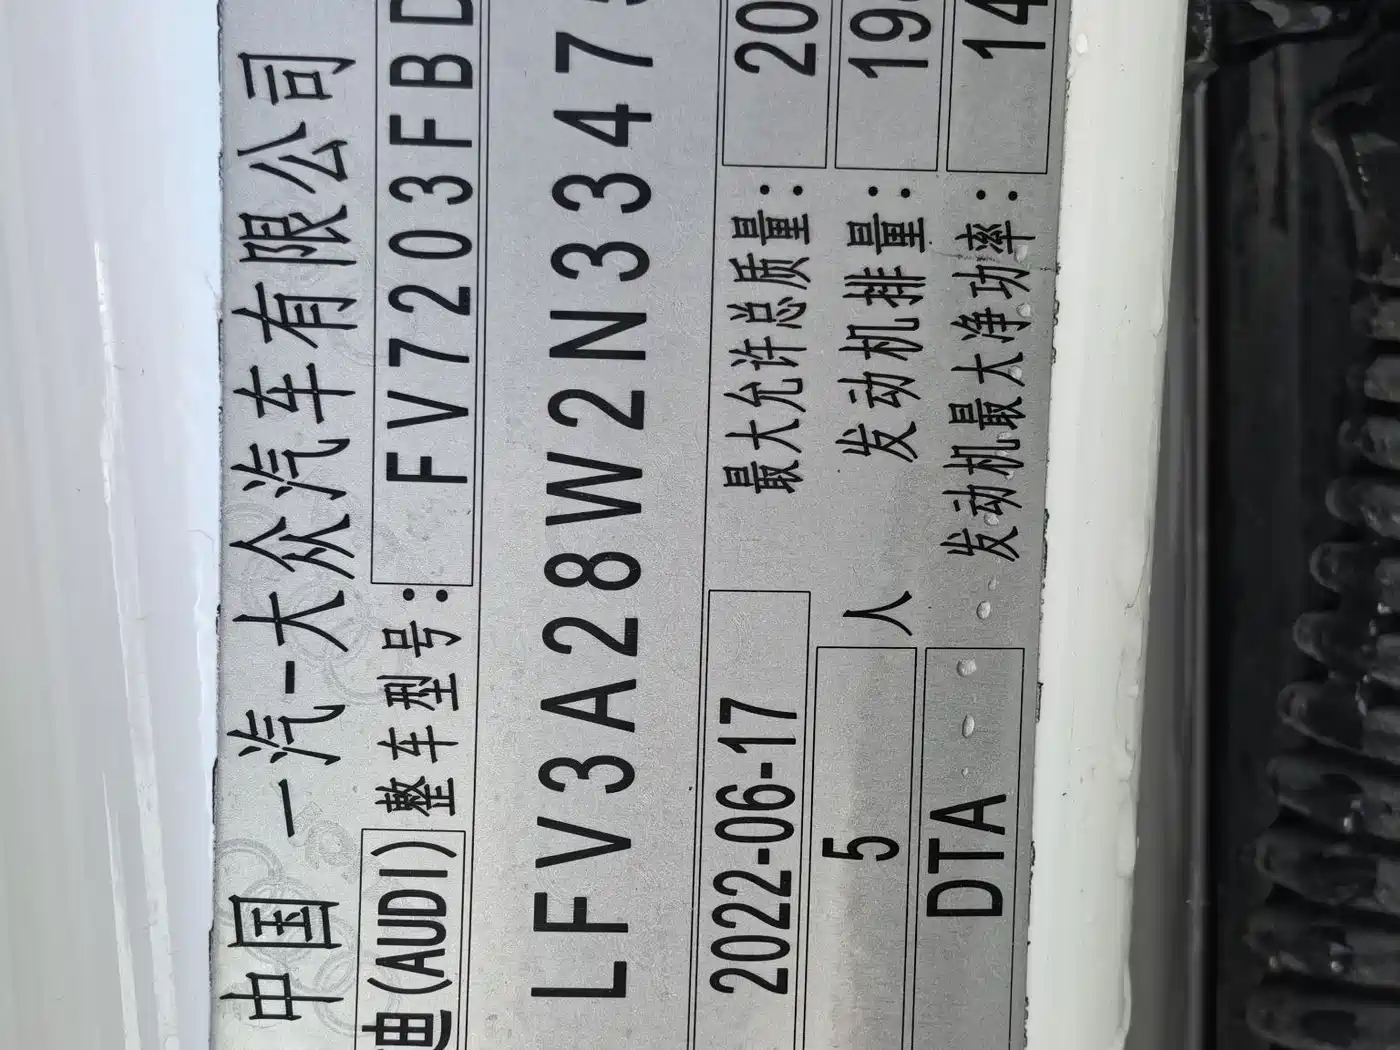 中国一汽-大众汽车有限公司
迪(AUDI) 整车型号: FV7203FBD
LFV3A28W2N3347
2022-06-17 最大允许总质量: 20
5 人 发动机排量: 19
DTA 发动机最大净功率: 14